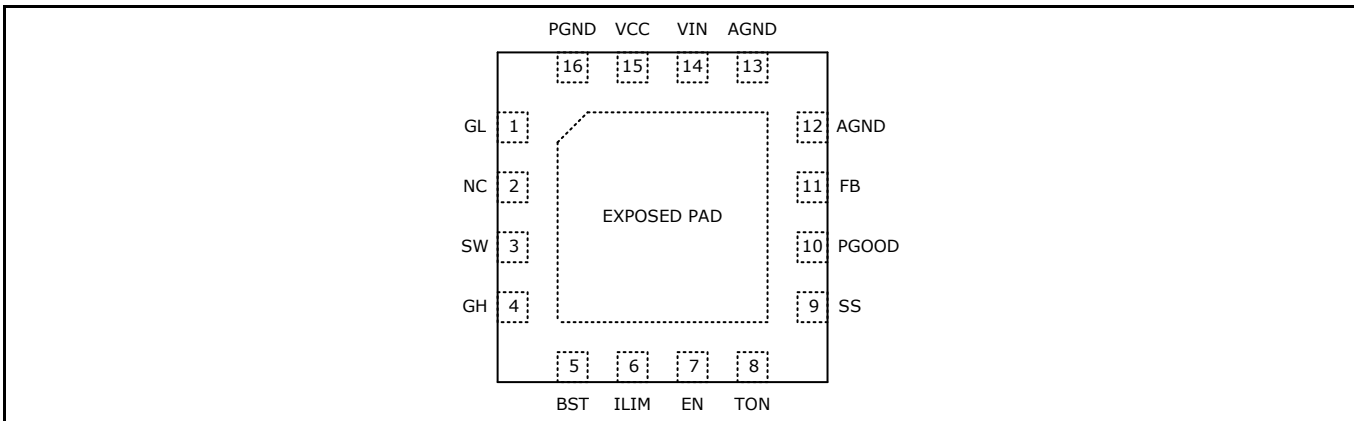 PGND VCC VIN AGND
16 15 14 13
GL 1 12 AGND
NC 2 11 FB
EXPOSED PAD
SW 3 10 PGOOD
GH 4 9 SS
5 6 7 8
BST ILIM EN TON